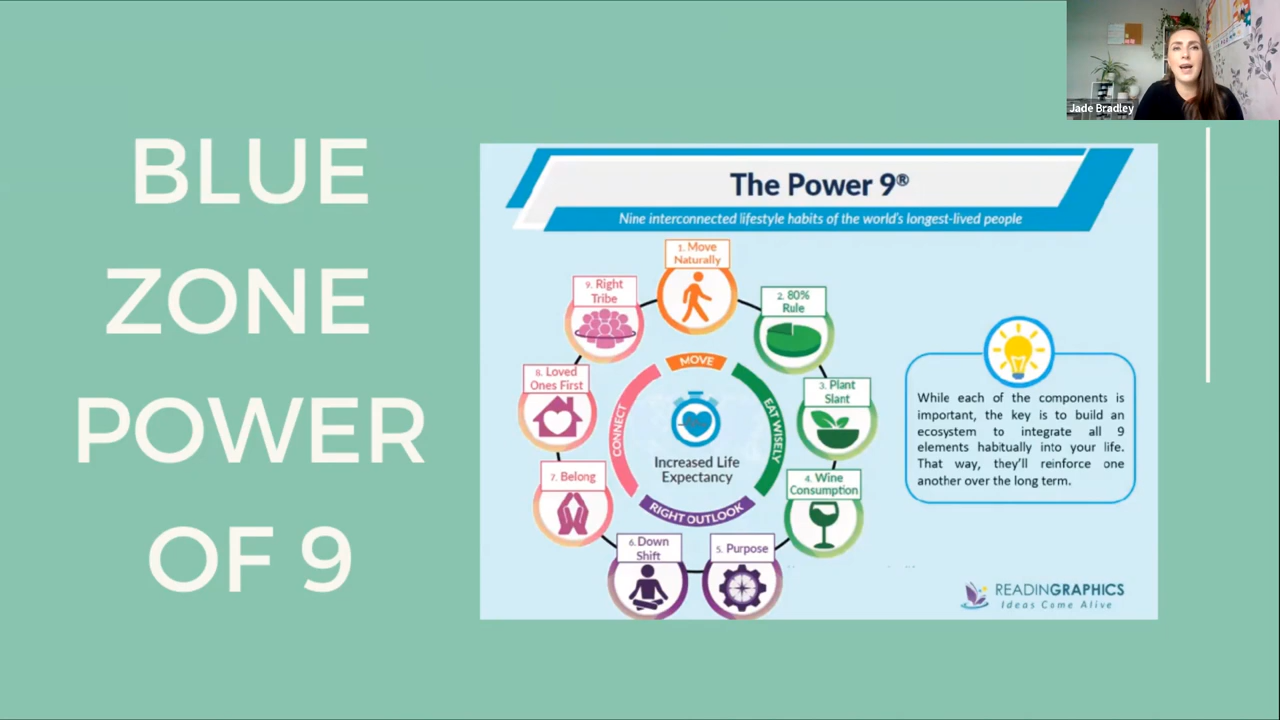 Jade Bradley
BLUE
ZONE
POWER
OF 9
The Power 9®
Nine interconnected lifestyle habits of the world's longest-lived people
1. Move
Naturally
2. 80%
Rule
3. Plant
Slant
4. Wine
Consumption
5. Purpose
6. Down
Shift
7. Belong
8. Loved
Ones First
9. Right
Tribe
MOVE
EAT WISELY
RIGHT OUTLOOK
CONNECT
Increased Life
Expectancy
While each of the components is
important, the key is to build an
ecosystem to integrate all 9
elements habitually into your life.
That way, they'll reinforce one
another over the long term.
READINGRAPHICS
Ideas Come Alive